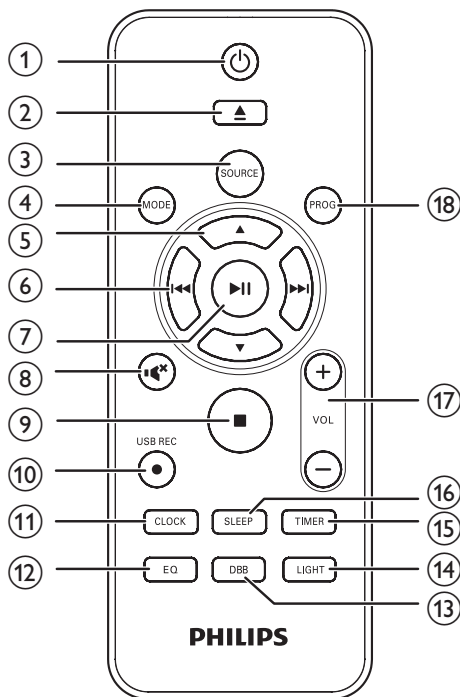 ①
②
③
SOURCE
④
MODE
PROG
⑱
⑤
⑥
⑦
⑧
⑰
VOL
⑨
USB REC
⑩
⑯
⑪
CLOCK
SLEEP
TIMER
⑮
⑫
EQ
DBB
LIGHT
⑭
⑬
PHILIPS